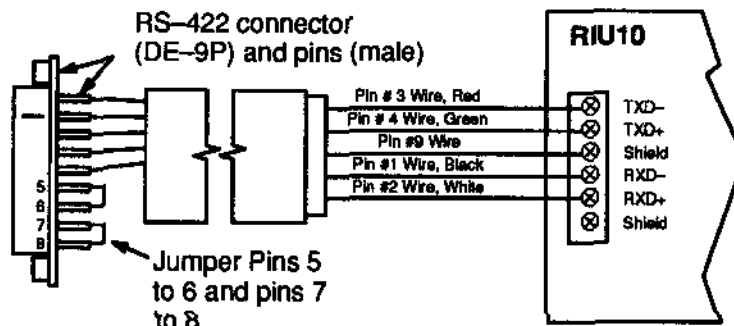 RS–422 connector
(DE–9P) and pins (male)
RIU10
Pin # 3 Wire, Red
TXD–
Pin # 4 Wire, Green
TXD+
Pin #9 Wire
Shield
Pin #1 Wire, Black
RXD–
Pin #2 Wire, White
RXD+
Shield
5
6
7
8
Jumper Pins 5
to 6 and pins 7
to 8